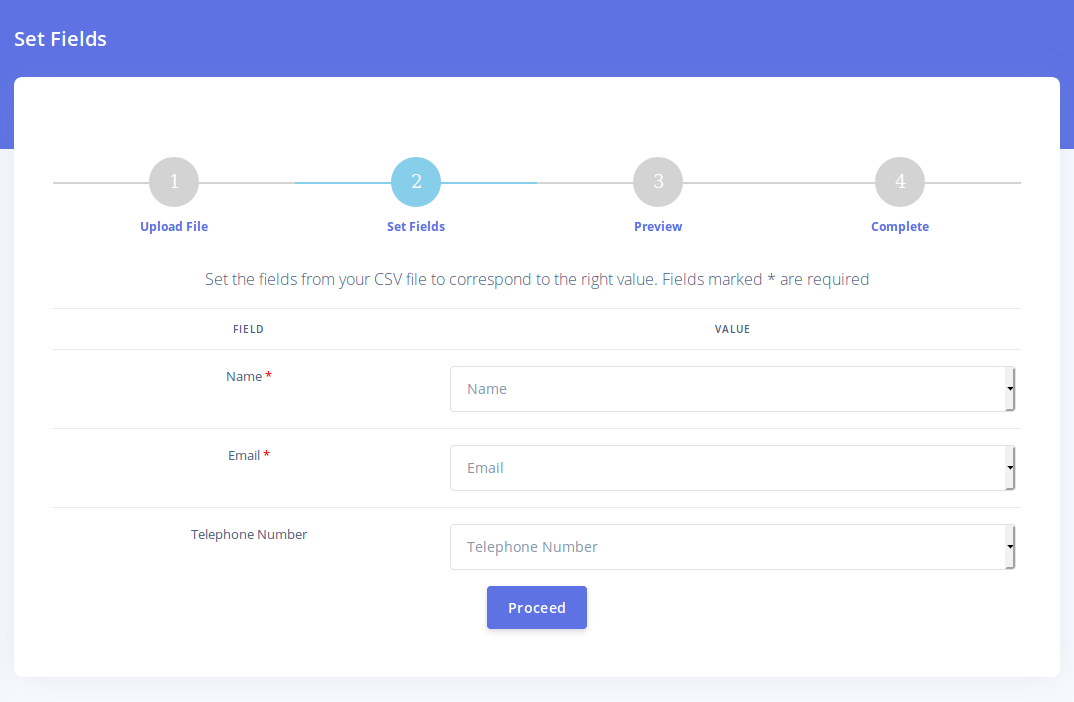 Set Fields
1 2 3 4
Upload File Set Fields Preview Complete
Set the fields from your CSV file to correspond to the right value. Fields marked * are required
FIELD VALUE
Name * Name
Email * Email
Telephone Number Telephone Number
Proceed